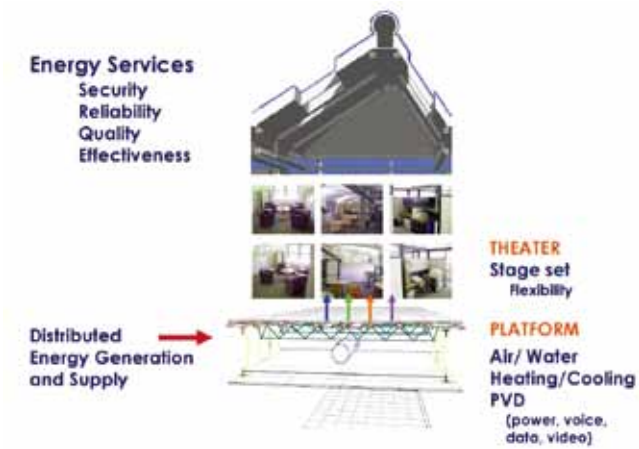 Energy Services
Security
Reliability
Quality
Effectiveness
THEATER
Stage set
Flexibility
Distributed
Energy Generation
and Supply
PLATFORM
Air/ Water
Heating/Cooling
PVD
(power, voice,
data, video)